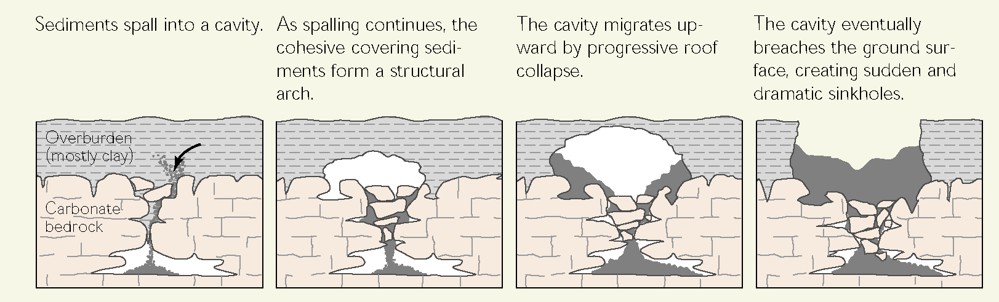 Sediments spall into a cavity.
As spalling continues, the
cohesive covering sedi-
ments form a structural
arch.
The cavity migrates up-
ward by progressive roof
collapse.
The cavity eventually
breaches the ground sur-
face, creating sudden and
dramatic sinkholes.
Overburden
(mostly clay)
Carbonate
bedrock